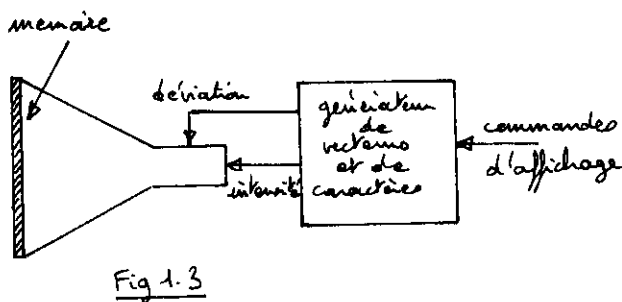 memoire
déviation
générateur
de
vecteurs
et de
caractères
intensité
commandes
d'affichage
Fig 1.3